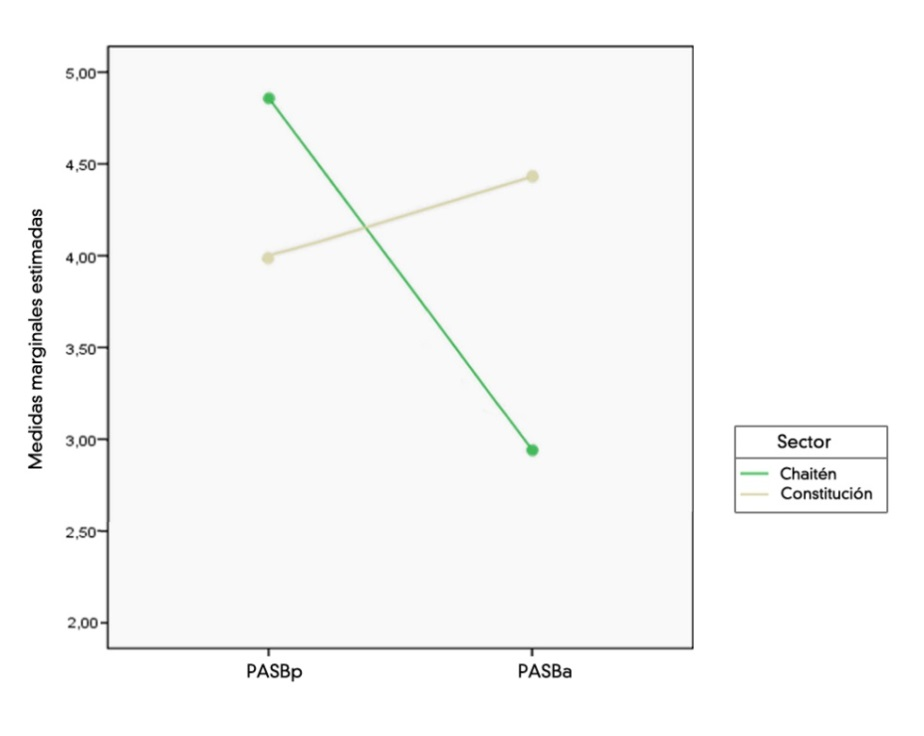 Medidas marginales estimadas
5,00
4,50
4,00
3,50
3,00
2,50
2,00
PASBp PASBa
Sector
Chaitén
Constitución